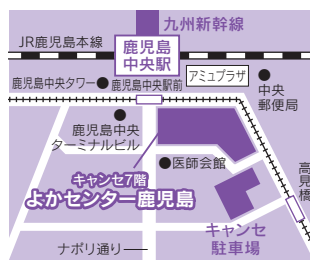 九州新幹線
JR鹿児島本線
鹿児島
中央駅
アミュプラザ
中央
郵便局
鹿児島中央タワー
鹿児島中央駅前
鹿児島中央
ターミナルビル
医師会館
キャンセ7階
よかセンター鹿児島
高見橋
キャンセ
駐車場
ナポリ通り